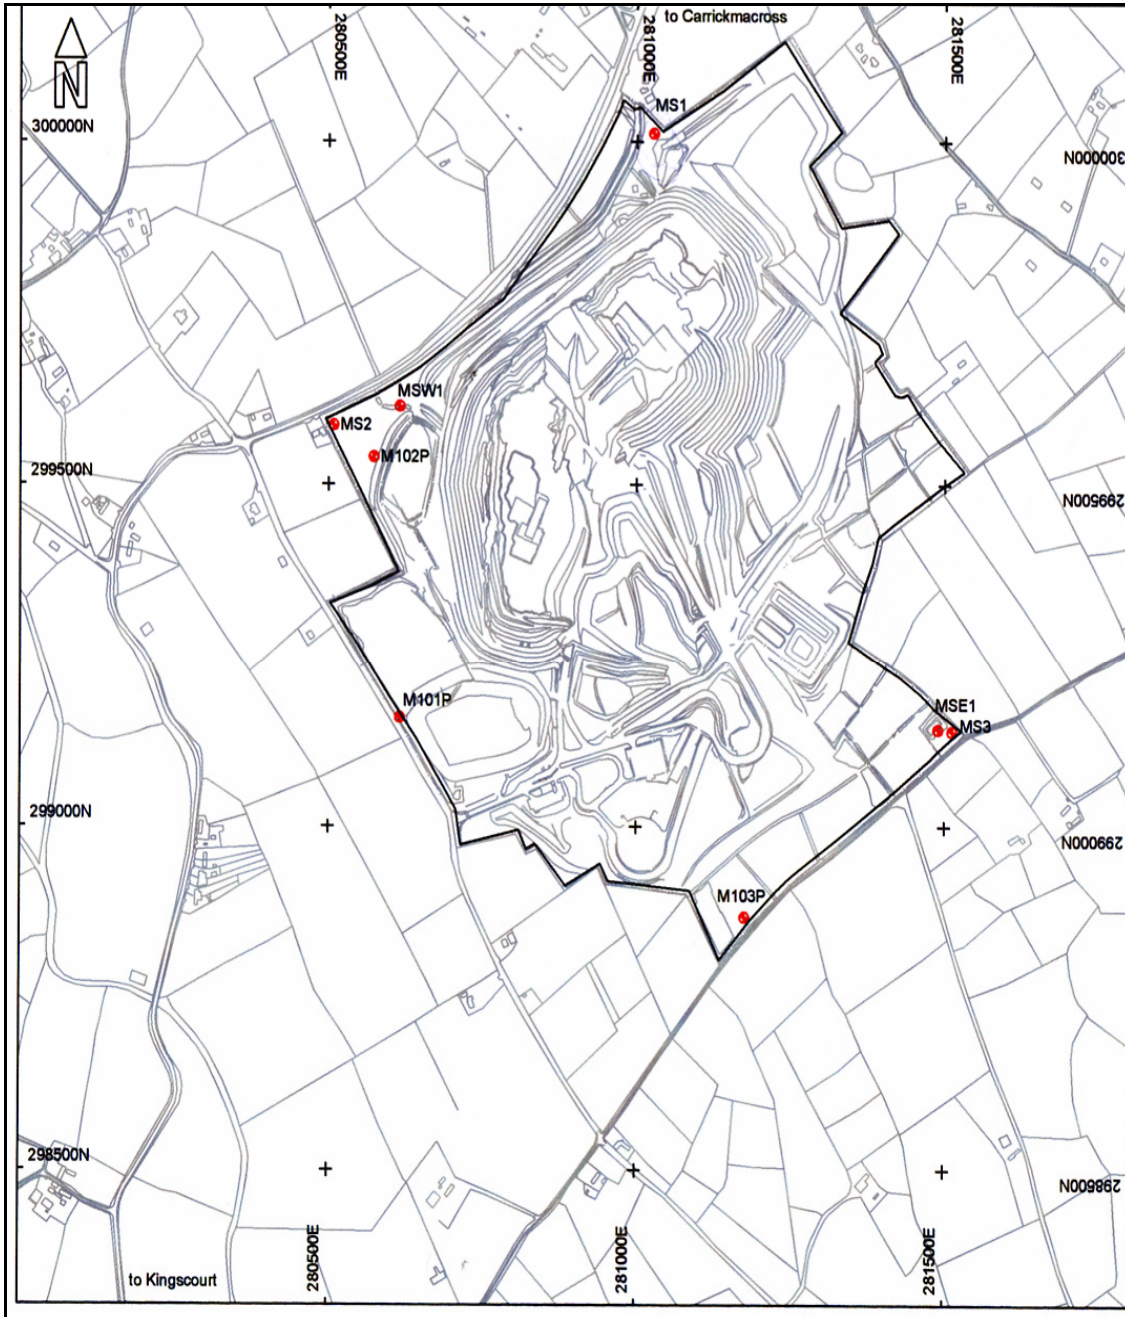 to Carrickmacross
280500E
281000E
281500E
N
MS1
300000N
300000N
MSW1
MS2
M102P
299500N
299500N
M101P
MSE1
MS3
299000N
299000N
M103P
298500N
298500N
280500E
281000E
281500E
to Kingscourt